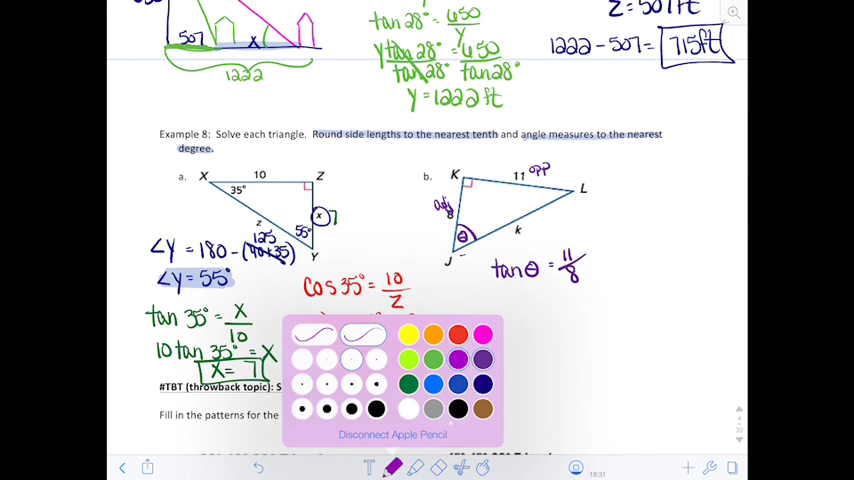 tan 28° = 650/y
z = 507 ft
507
x
y tan 28° = 650
tan 28° tan 28°
1222 - 507 = 715ft
1222
y = 1222 ft
Example 8: Solve each triangle. Round side lengths to the nearest tenth and angle measures to the nearest
degree.
a. X 10 Z
35°
x 7
z
55°
Y
b. K 11 opp
L
adj
8
θ
k
J
125
∠Y = 180 - (90+35)
∠Y = 55°
tan θ = 11/8
cos 35° = 10/z
tan 35° = x/10
10 tan 35° = x
x = 7
#TBT (throwback topic): S
Fill in the patterns for the
Disconnect Apple Pencil
4
10
T
18:31